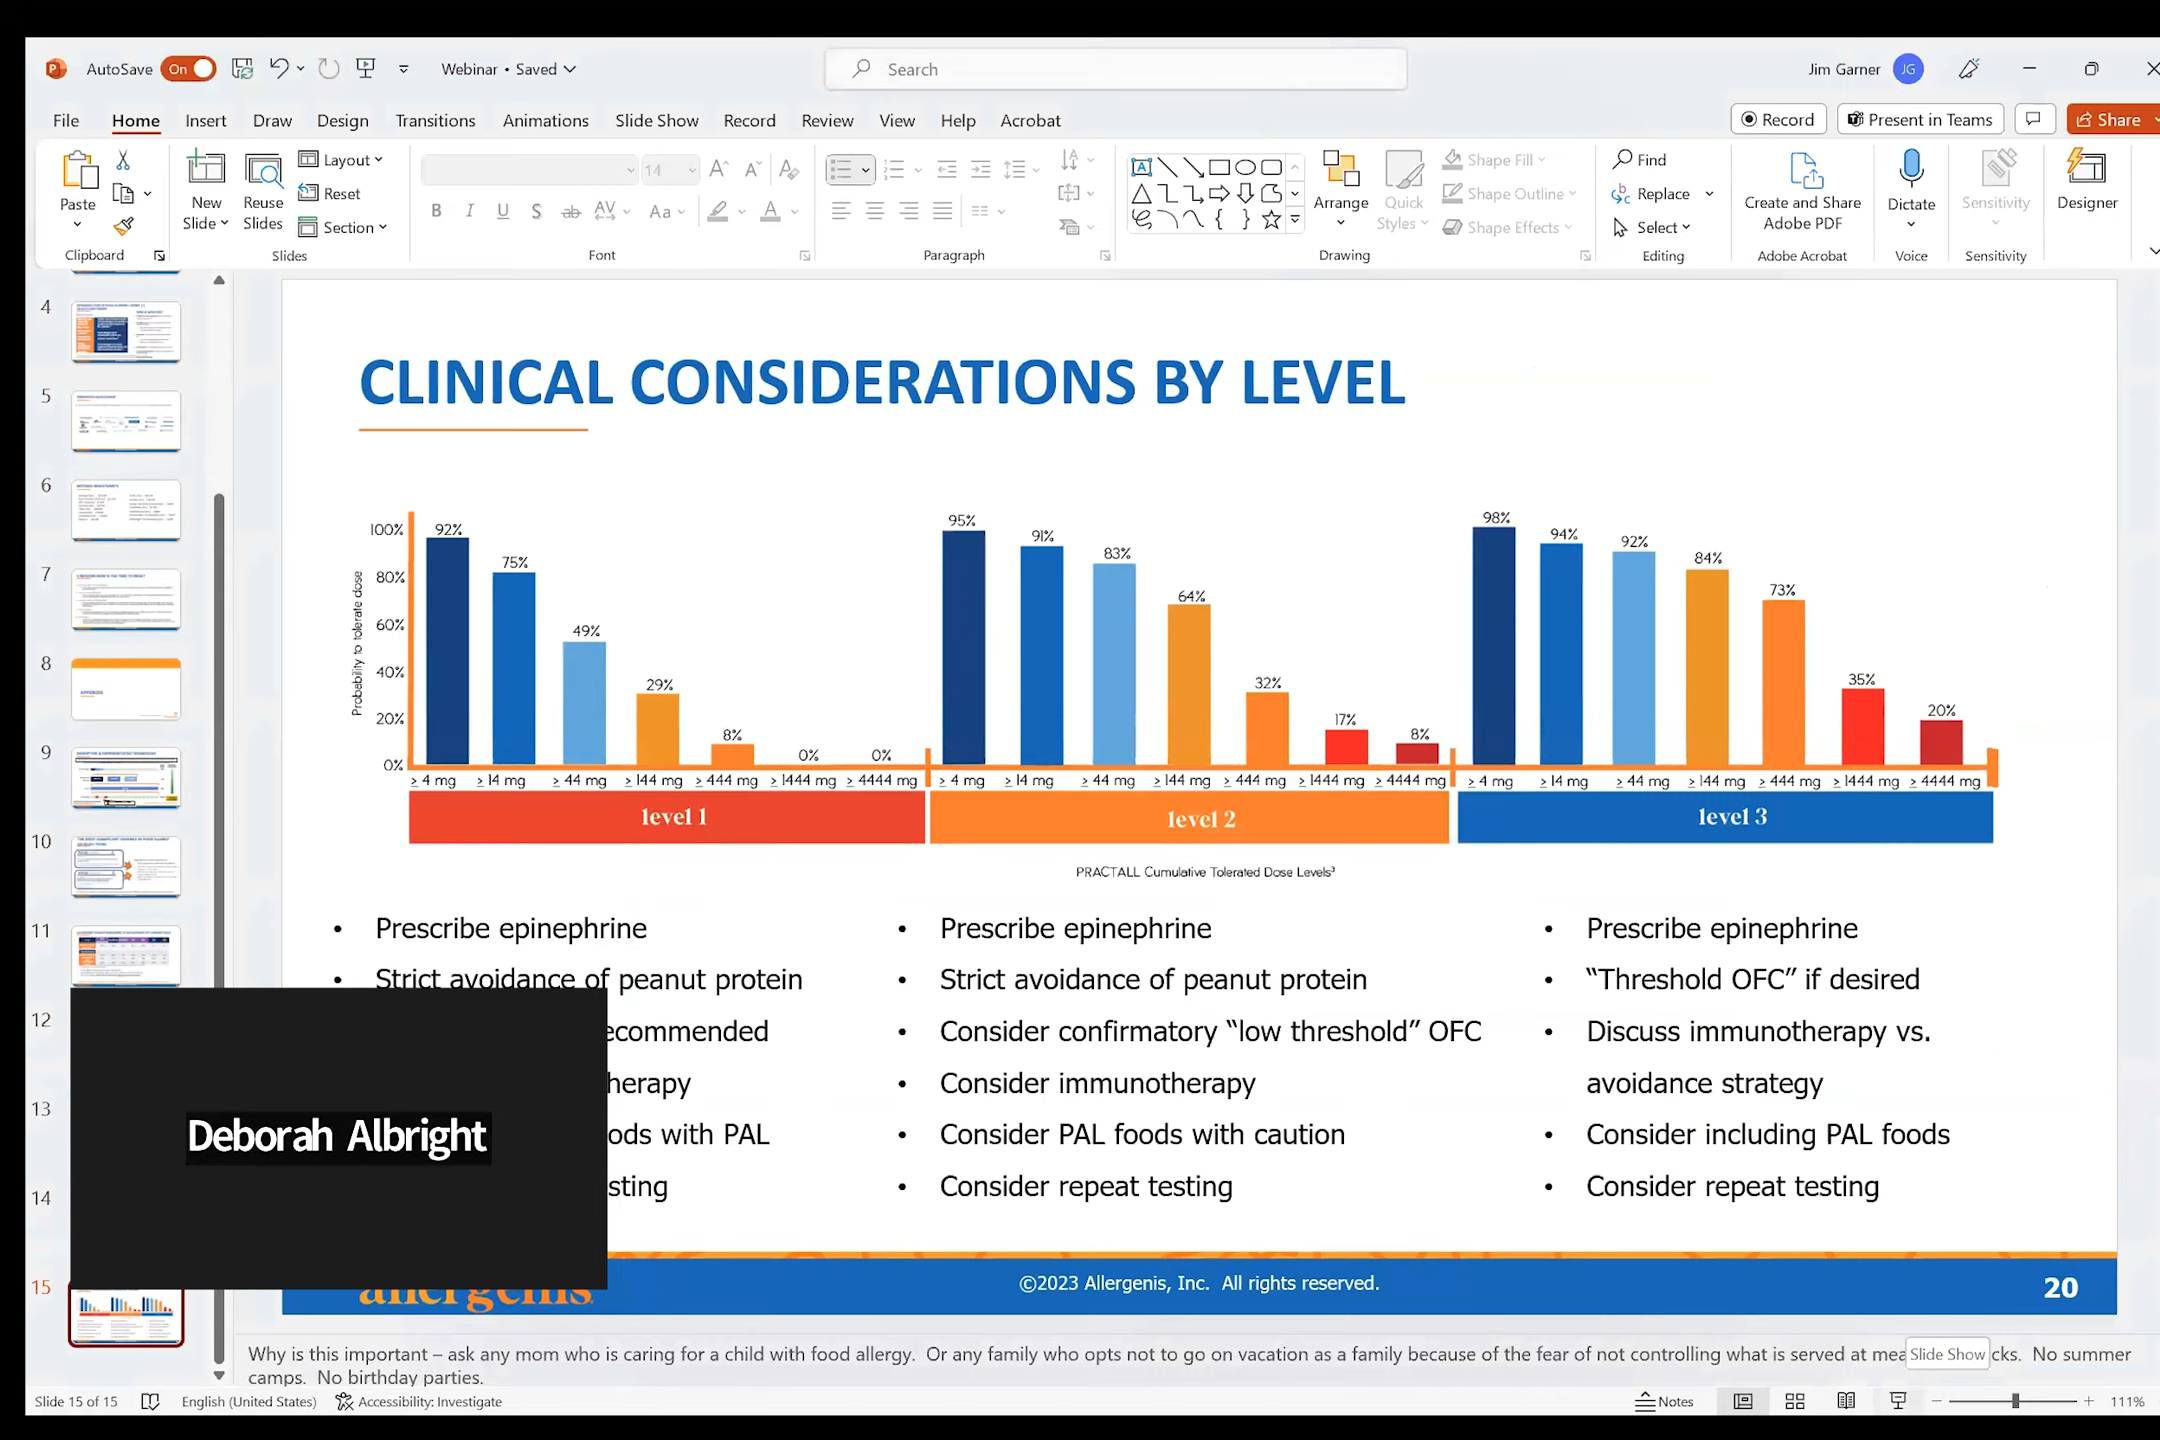 AutoSave On Webinar • Saved Search Jim Garner JG
File Home Insert Draw Design Transitions Animations Slide Show Record Review View Help Acrobat Record Present in Teams Share
Paste New Slide Reuse Slides Layout Reset Section 14 Arrange Quick Styles Shape Fill Shape Outline Shape Effects Find Replace Select Create and Share Adobe PDF Dictate Sensitivity Designer
Clipboard Slides Font Paragraph Drawing Editing Adobe Acrobat Voice Sensitivity
4
5
6
7
8
9
10
11
12
13
14
15
CLINICAL CONSIDERATIONS BY LEVEL
Probability to tolerate dose
100%
80%
60%
40%
20%
0%
92% 75% 49% 29% 8% 0% 0%
≥ 4 mg ≥ 14 mg ≥ 44 mg ≥ 144 mg ≥ 444 mg ≥ 1444 mg ≥ 4444 mg
level 1
95% 91% 83% 64% 32% 17% 8%
≥ 4 mg ≥ 14 mg ≥ 44 mg ≥ 144 mg ≥ 444 mg ≥ 1444 mg ≥ 4444 mg
level 2
98% 94% 92% 84% 73% 35% 20%
≥ 4 mg ≥ 14 mg ≥ 44 mg ≥ 144 mg ≥ 444 mg ≥ 1444 mg ≥ 4444 mg
level 3
PRACTALL Cumulative Tolerated Dose Levels³
• Prescribe epinephrine
• Strict avoidance of peanut protein
ecommended
herapy
ods with PAL
sting
• Prescribe epinephrine
• Strict avoidance of peanut protein
• Consider confirmatory “low threshold” OFC
• Consider immunotherapy
• Consider PAL foods with caution
• Consider repeat testing
• Prescribe epinephrine
• “Threshold OFC” if desired
• Discuss immunotherapy vs.
avoidance strategy
• Consider including PAL foods
• Consider repeat testing
Deborah Albright
allergenis
©2023 Allergenis, Inc. All rights reserved.
20
Why is this important – ask any mom who is caring for a child with food allergy. Or any family who opts not to go on vacation as a family because of the fear of not controlling what is served at mea Slide Show cks. No summer
camps. No birthday parties.
Slide 15 of 15 English (United States) Accessibility: Investigate Notes 111%